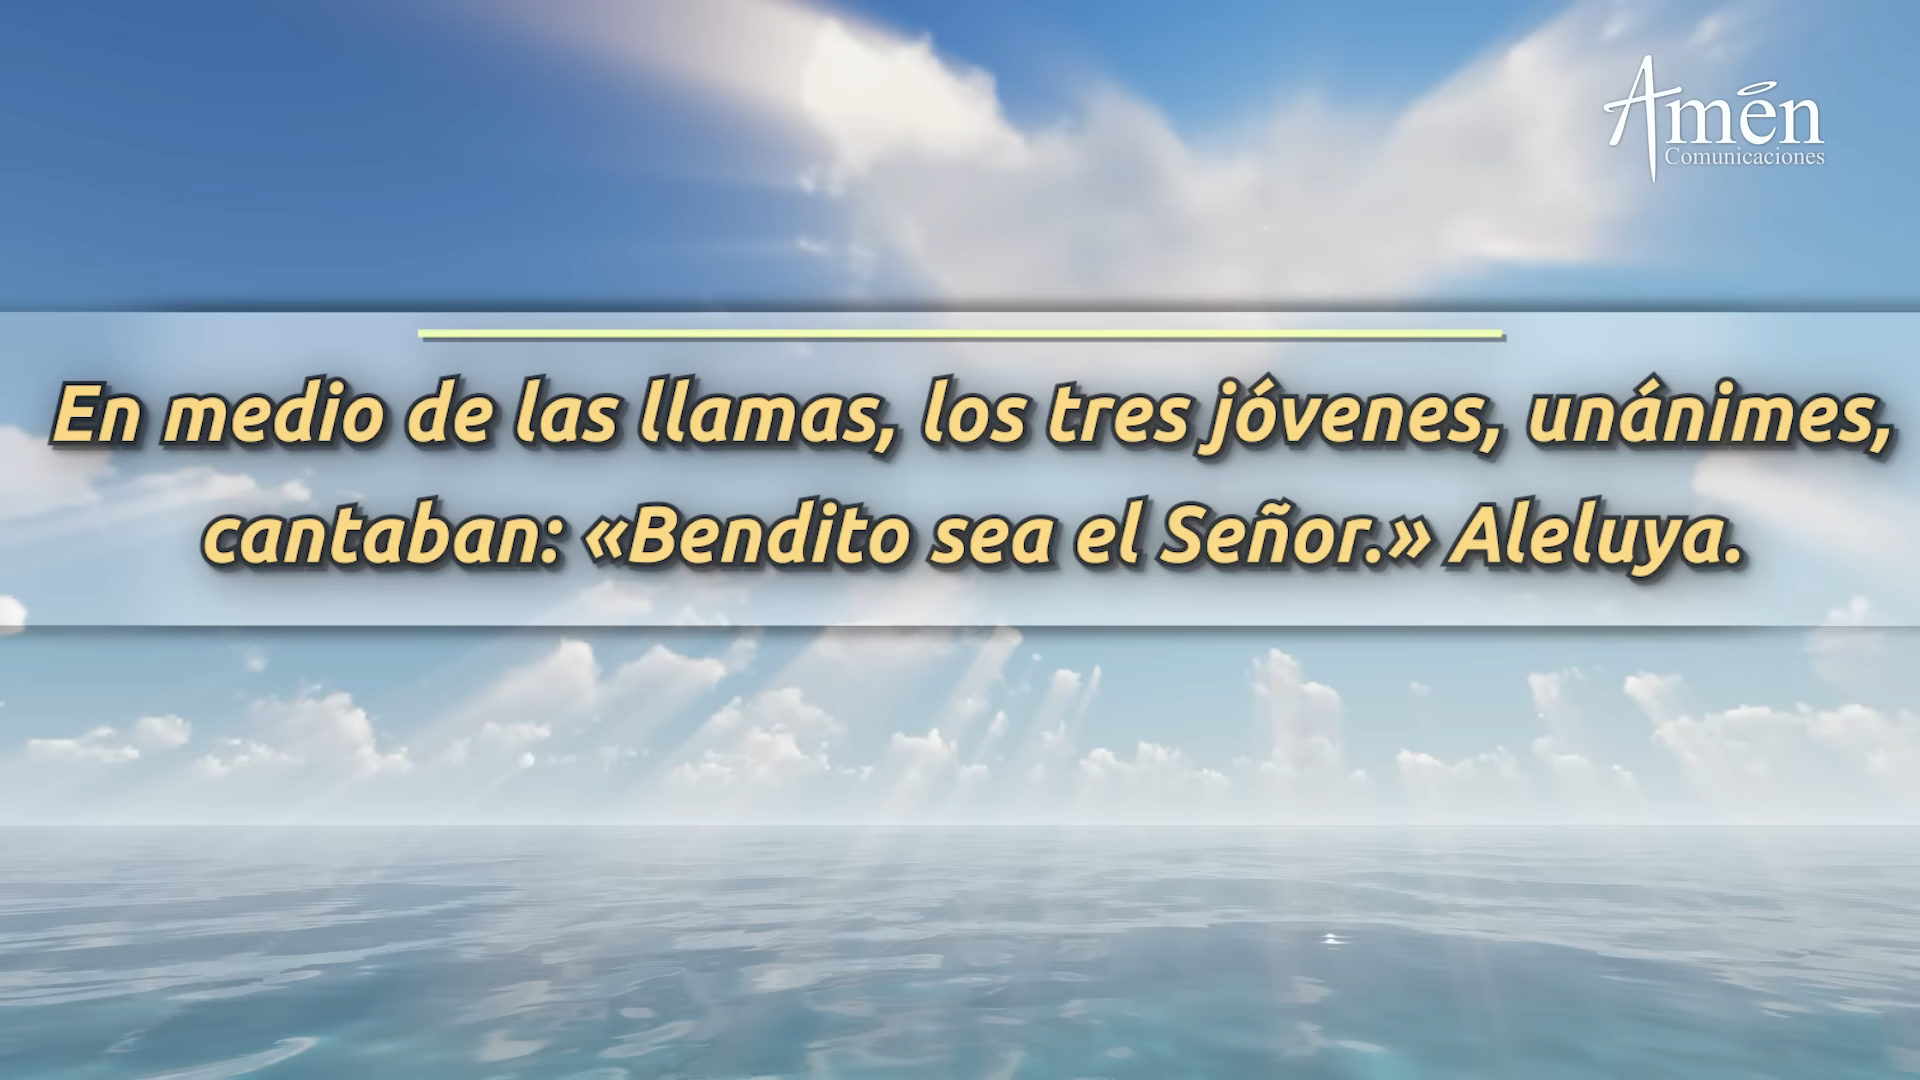 Amén
Comunicaciones
En medio de las llamas, los tres jóvenes, unánimes,
cantaban: «Bendito sea el Señor.» Aleluya.